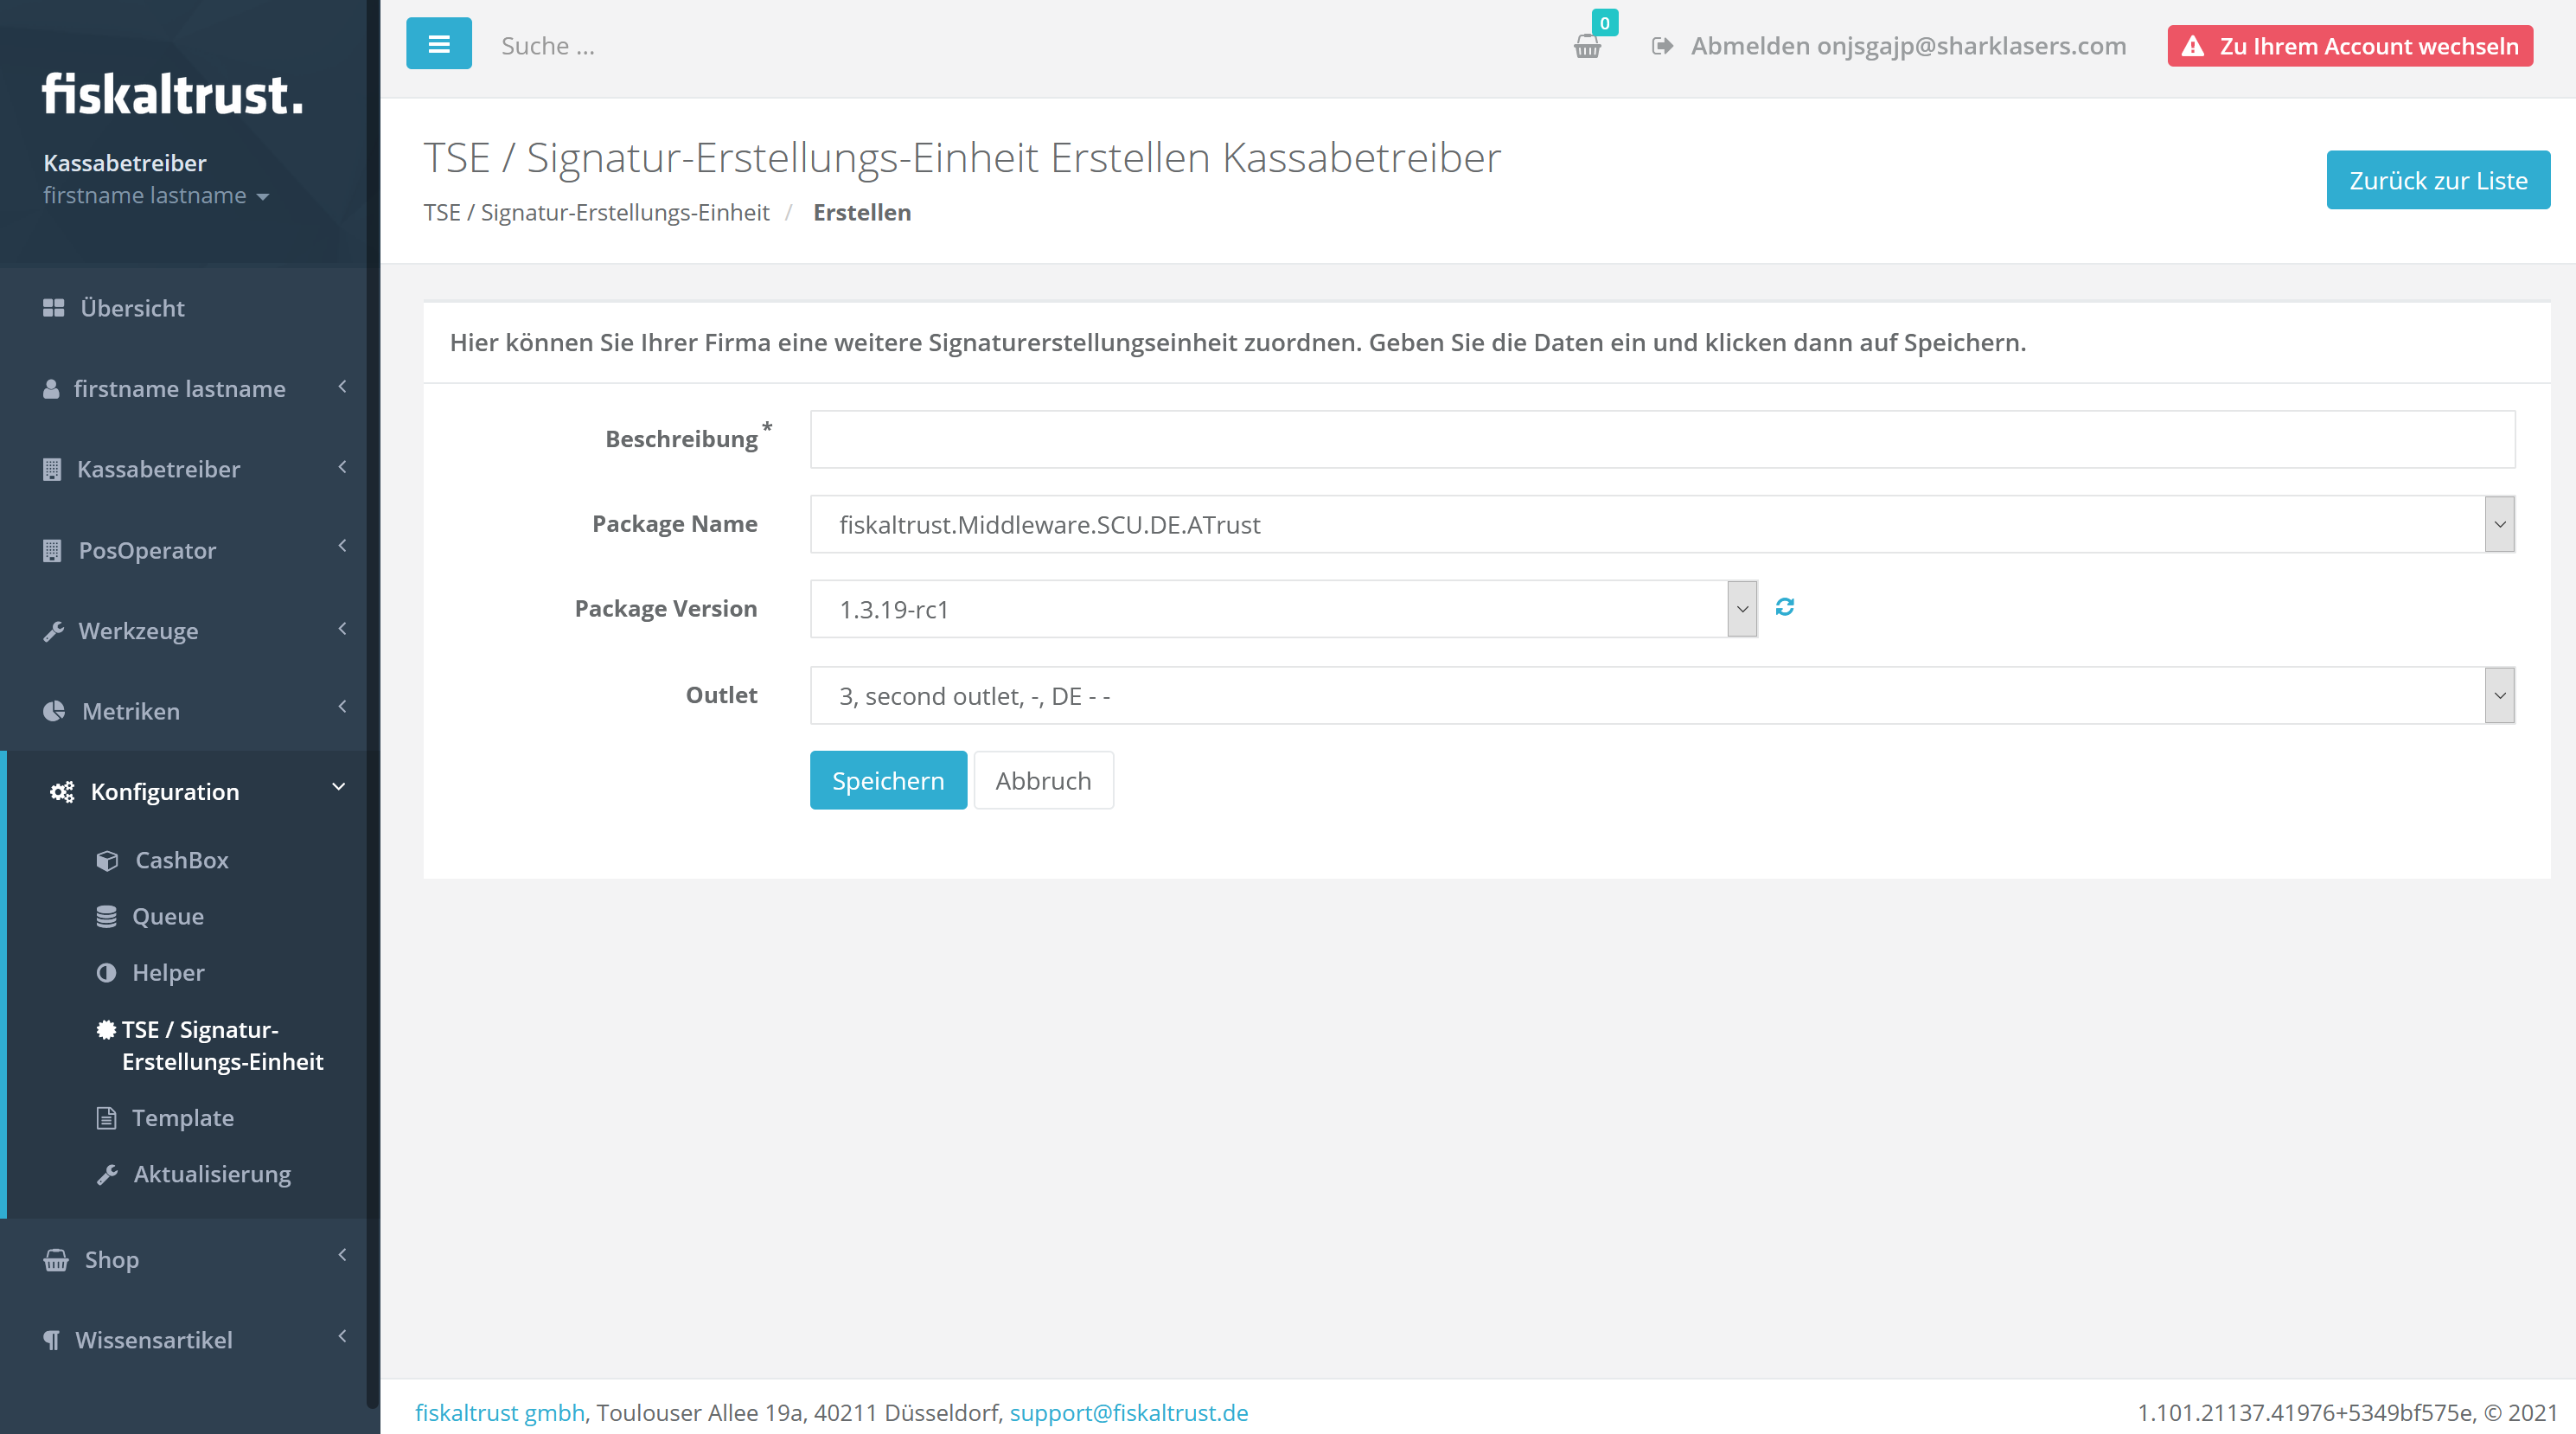 fiskaltrust.
Kassabetreiber
firstname lastname
Übersicht
firstname lastname
Kassabetreiber
PosOperator
Werkzeuge
Metriken
Konfiguration
CashBox
Queue
Helper
TSE / Signatur-
Erstellungs-Einheit
Template
Aktualisierung
Shop
Wissensartikel
Suche ...
0
Abmelden onjsgajp@sharklasers.com
Zu Ihrem Account wechseln
TSE / Signatur-Erstellungs-Einheit Erstellen Kassabetreiber
TSE / Signatur-Erstellungs-Einheit / Erstellen
Zurück zur Liste
Hier können Sie Ihrer Firma eine weitere Signaturerstellungseinheit zuordnen. Geben Sie die Daten ein und klicken dann auf Speichern.
Beschreibung *
Package Name fiskaltrust.Middleware.SCU.DE.ATrust
Package Version 1.3.19-rc1
Outlet 3, second outlet, -, DE - -
Speichern Abbruch
fiskaltrust gmbh, Toulouser Allee 19a, 40211 Düsseldorf, support@fiskaltrust.de
1.101.21137.41976+5349bf575e, © 2021